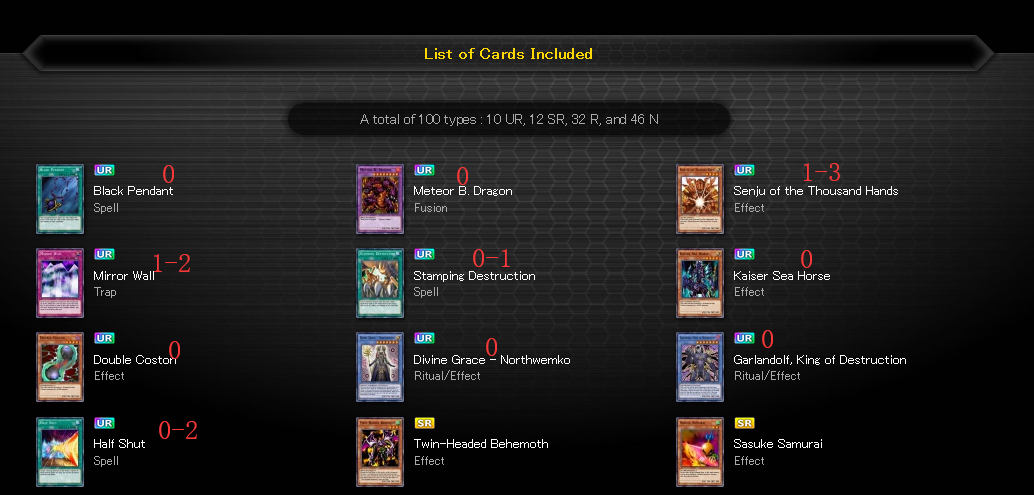 List of Cards Included
A total of 100 types : 10 UR, 12 SR, 32 R, and 46 N
UR 0
Black Pendant
Spell
UR 0
Meteor B. Dragon
Fusion
UR 1-3
Senju of the Thousand Hands
Effect
UR
Mirror Wall 1-2
Trap
UR 0-1
Stamping Destruction
Spell
UR 0
Kaiser Sea Horse
Effect
UR
Double Coston 0
Effect
UR 0
Divine Grace - Northwemko
Ritual/Effect
UR 0
Garlandolf, King of Destruction
Ritual/Effect
UR 0-2
Half Shut
Spell
SR
Twin-Headed Behemoth
Effect
SR
Sasuke Samurai
Effect